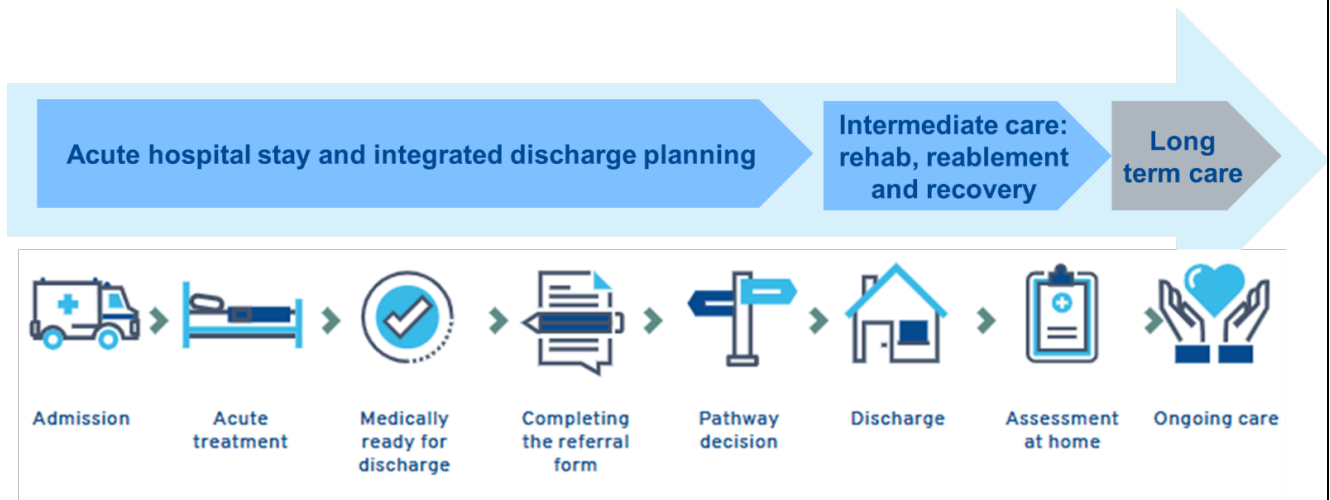 Acute hospital stay and integrated discharge planning
Intermediate care:
rehab, reablement
and recovery
Long
term care
Admission
Acute
treatment
Medically
ready for
discharge
Completing
the referral
form
Pathway
decision
Discharge
Assessment
at home
Ongoing care